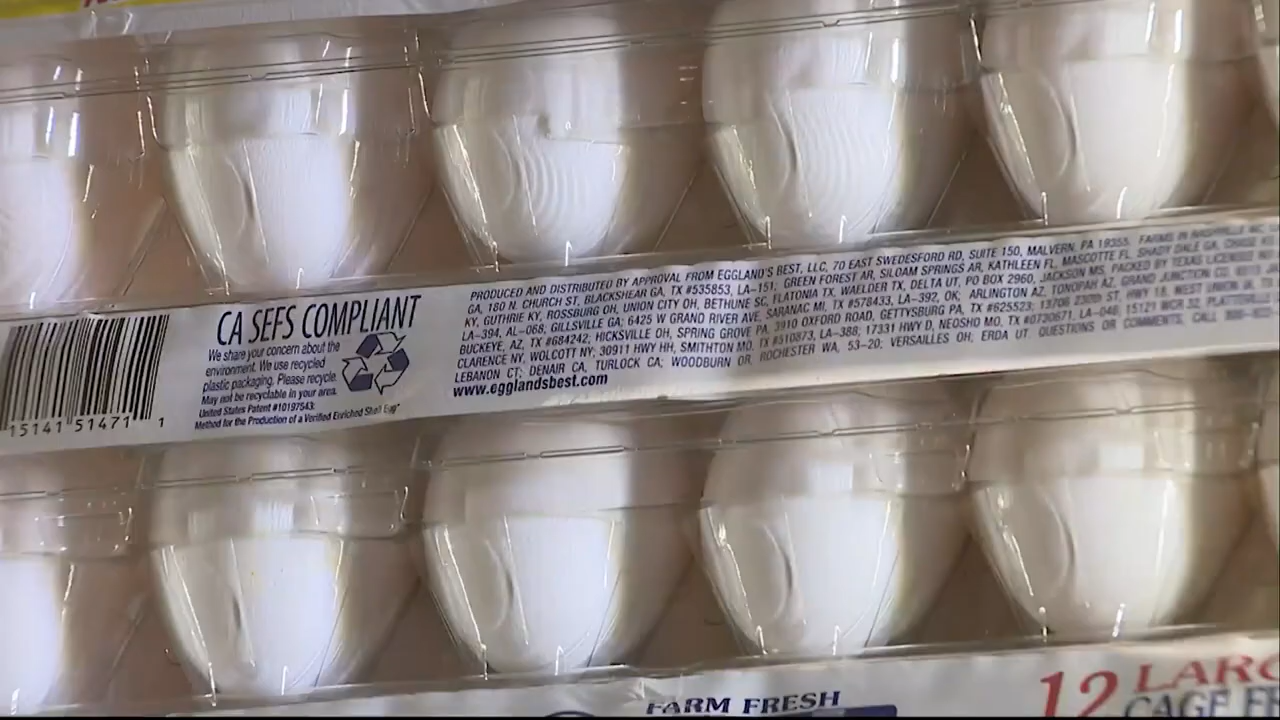 CA SEFS COMPLIANT
We share your concern about the
environment. We use recycled
plastic packaging. Please recycle.
May not be recyclable in your area.
United States Patent #10197543:
Method for the Production of a Verified Enriched Shell Egg"
15141 51471 1
PRODUCED AND DISTRIBUTED BY APPROVAL FROM EGGLAND'S BEST, LLC, 70 EAST SWEDESFORD RD, SUITE 150, MALVERN, PA 19355. FARMS IN NASHVILLE
GA, 180 N. CHURCH ST, BLACKSHEAR GA, TX #535853, LA-151, GREEN FOREST AR, SILOAM SPRINGS AR, KATHLEEN FL, MASCOTTE FL, SHADY DALE GA,
KY, GUTHRIE KY, ROSSBURG OH, UNION CITY OH, BETHUNE SC, FLATONIA TX, WAELDER TX, DELTA UT, PO BOX 2960, JACKSON MS, PACKED BY TEXAS
LA-394, AL-068, GILLSVILLE GA; 6425 W GRAND RIVER AVE, SARANAC MI, TX #578433, LA-392, OK; ARLINGTON AZ, TONOPAH AZ, GRAND JUNCTION CO,
BUCKEYE, AZ, TX #684242; HICKSVILLE OH, SPRING GROVE PA, 3910 OXFORD ROAD, GETTYSBURG PA, TX #625523;
CLARENCE NY, WOLCOTT NY; 30911 HWY HH, SMITHTON MO, TX #510873, LA-388; 17331 HWY D, NEOSHO MO, TX #0720671, LA-046;
LEBANON CT; DENAIR CA, TURLOCK CA; WOODBURN OR, ROCHESTER WA, 53-20; VERSAILLES OH; ERDA UT. QUESTIONS OR COMMENTS, CALL
www.egglandsbest.com
FARM FRESH
12 LARG
CAGE FR